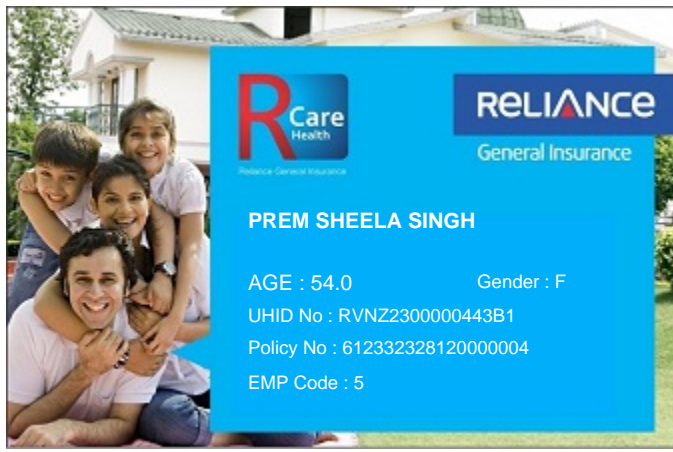 R Care
Health
Reliance General Insurance
RELIANCE
General Insurance
PREM SHEELA SINGH
AGE : 54.0 Gender : F
UHID No : RVNZ2300000443B1
Policy No : 612332328120000004
EMP Code : 5